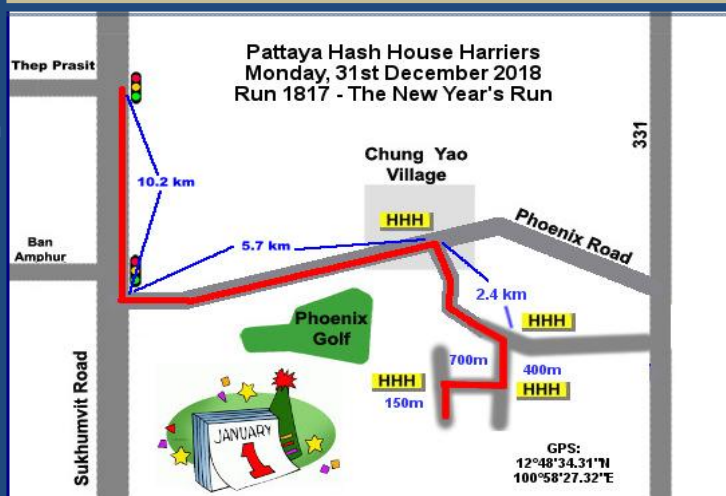 Pattaya Hash House Harriers
Monday, 31st December 2018
Run 1817 - The New Year's Run
Thep Prasit
331
Chung Yao
Village
10.2 km
HHH
Phoenix Road
Ban
Amphur
5.7 km
2.4 km
HHH
Phoenix
Golf
700m
400m
HHH
HHH
150m
Sukhumvit Road
JANUARY
1
GPS:
12°48'34.31"N
100°58'27.32"E